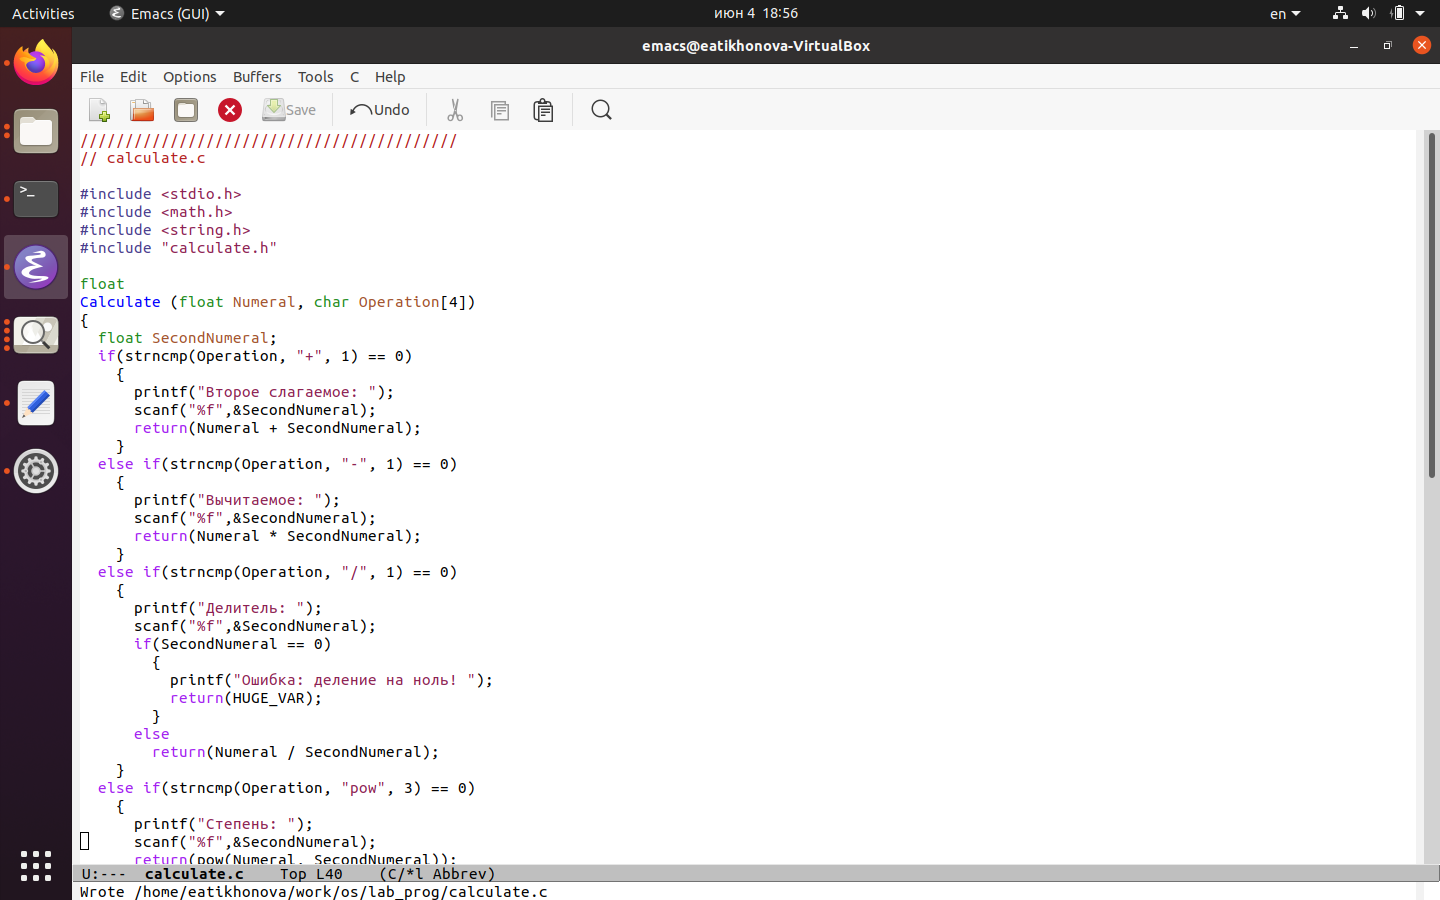 Activities Emacs (GUI) июн 4 18:56 en
emacs@eatikhonova-VirtualBox
File Edit Options Buffers Tools C Help
Save Undo
//////////////////////////////////////////
// calculate.c
#include <stdio.h>
#include <math.h>
#include <string.h>
#include "calculate.h"
float
Calculate (float Numeral, char Operation[4])
{
float SecondNumeral;
if(strncmp(Operation, "+", 1) == 0)
{
printf("Второе слагаемое: ");
scanf("%f",&SecondNumeral);
return(Numeral + SecondNumeral);
}
else if(strncmp(Operation, "-", 1) == 0)
{
printf("Вычитаемое: ");
scanf("%f",&SecondNumeral);
return(Numeral * SecondNumeral);
}
else if(strncmp(Operation, "/", 1) == 0)
{
printf("Делитель: ");
scanf("%f",&SecondNumeral);
if(SecondNumeral == 0)
{
printf("Ошибка: деление на ноль! ");
return(HUGE_VAR);
}
else
return(Numeral / SecondNumeral);
}
else if(strncmp(Operation, "pow", 3) == 0)
{
printf("Степень: ");
scanf("%f",&SecondNumeral);
return(pow(Numeral, SecondNumeral));
U:--- calculate.c Top L40 (C/*l Abbrev)
Wrote /home/eatikhonova/work/os/lab_prog/calculate.c